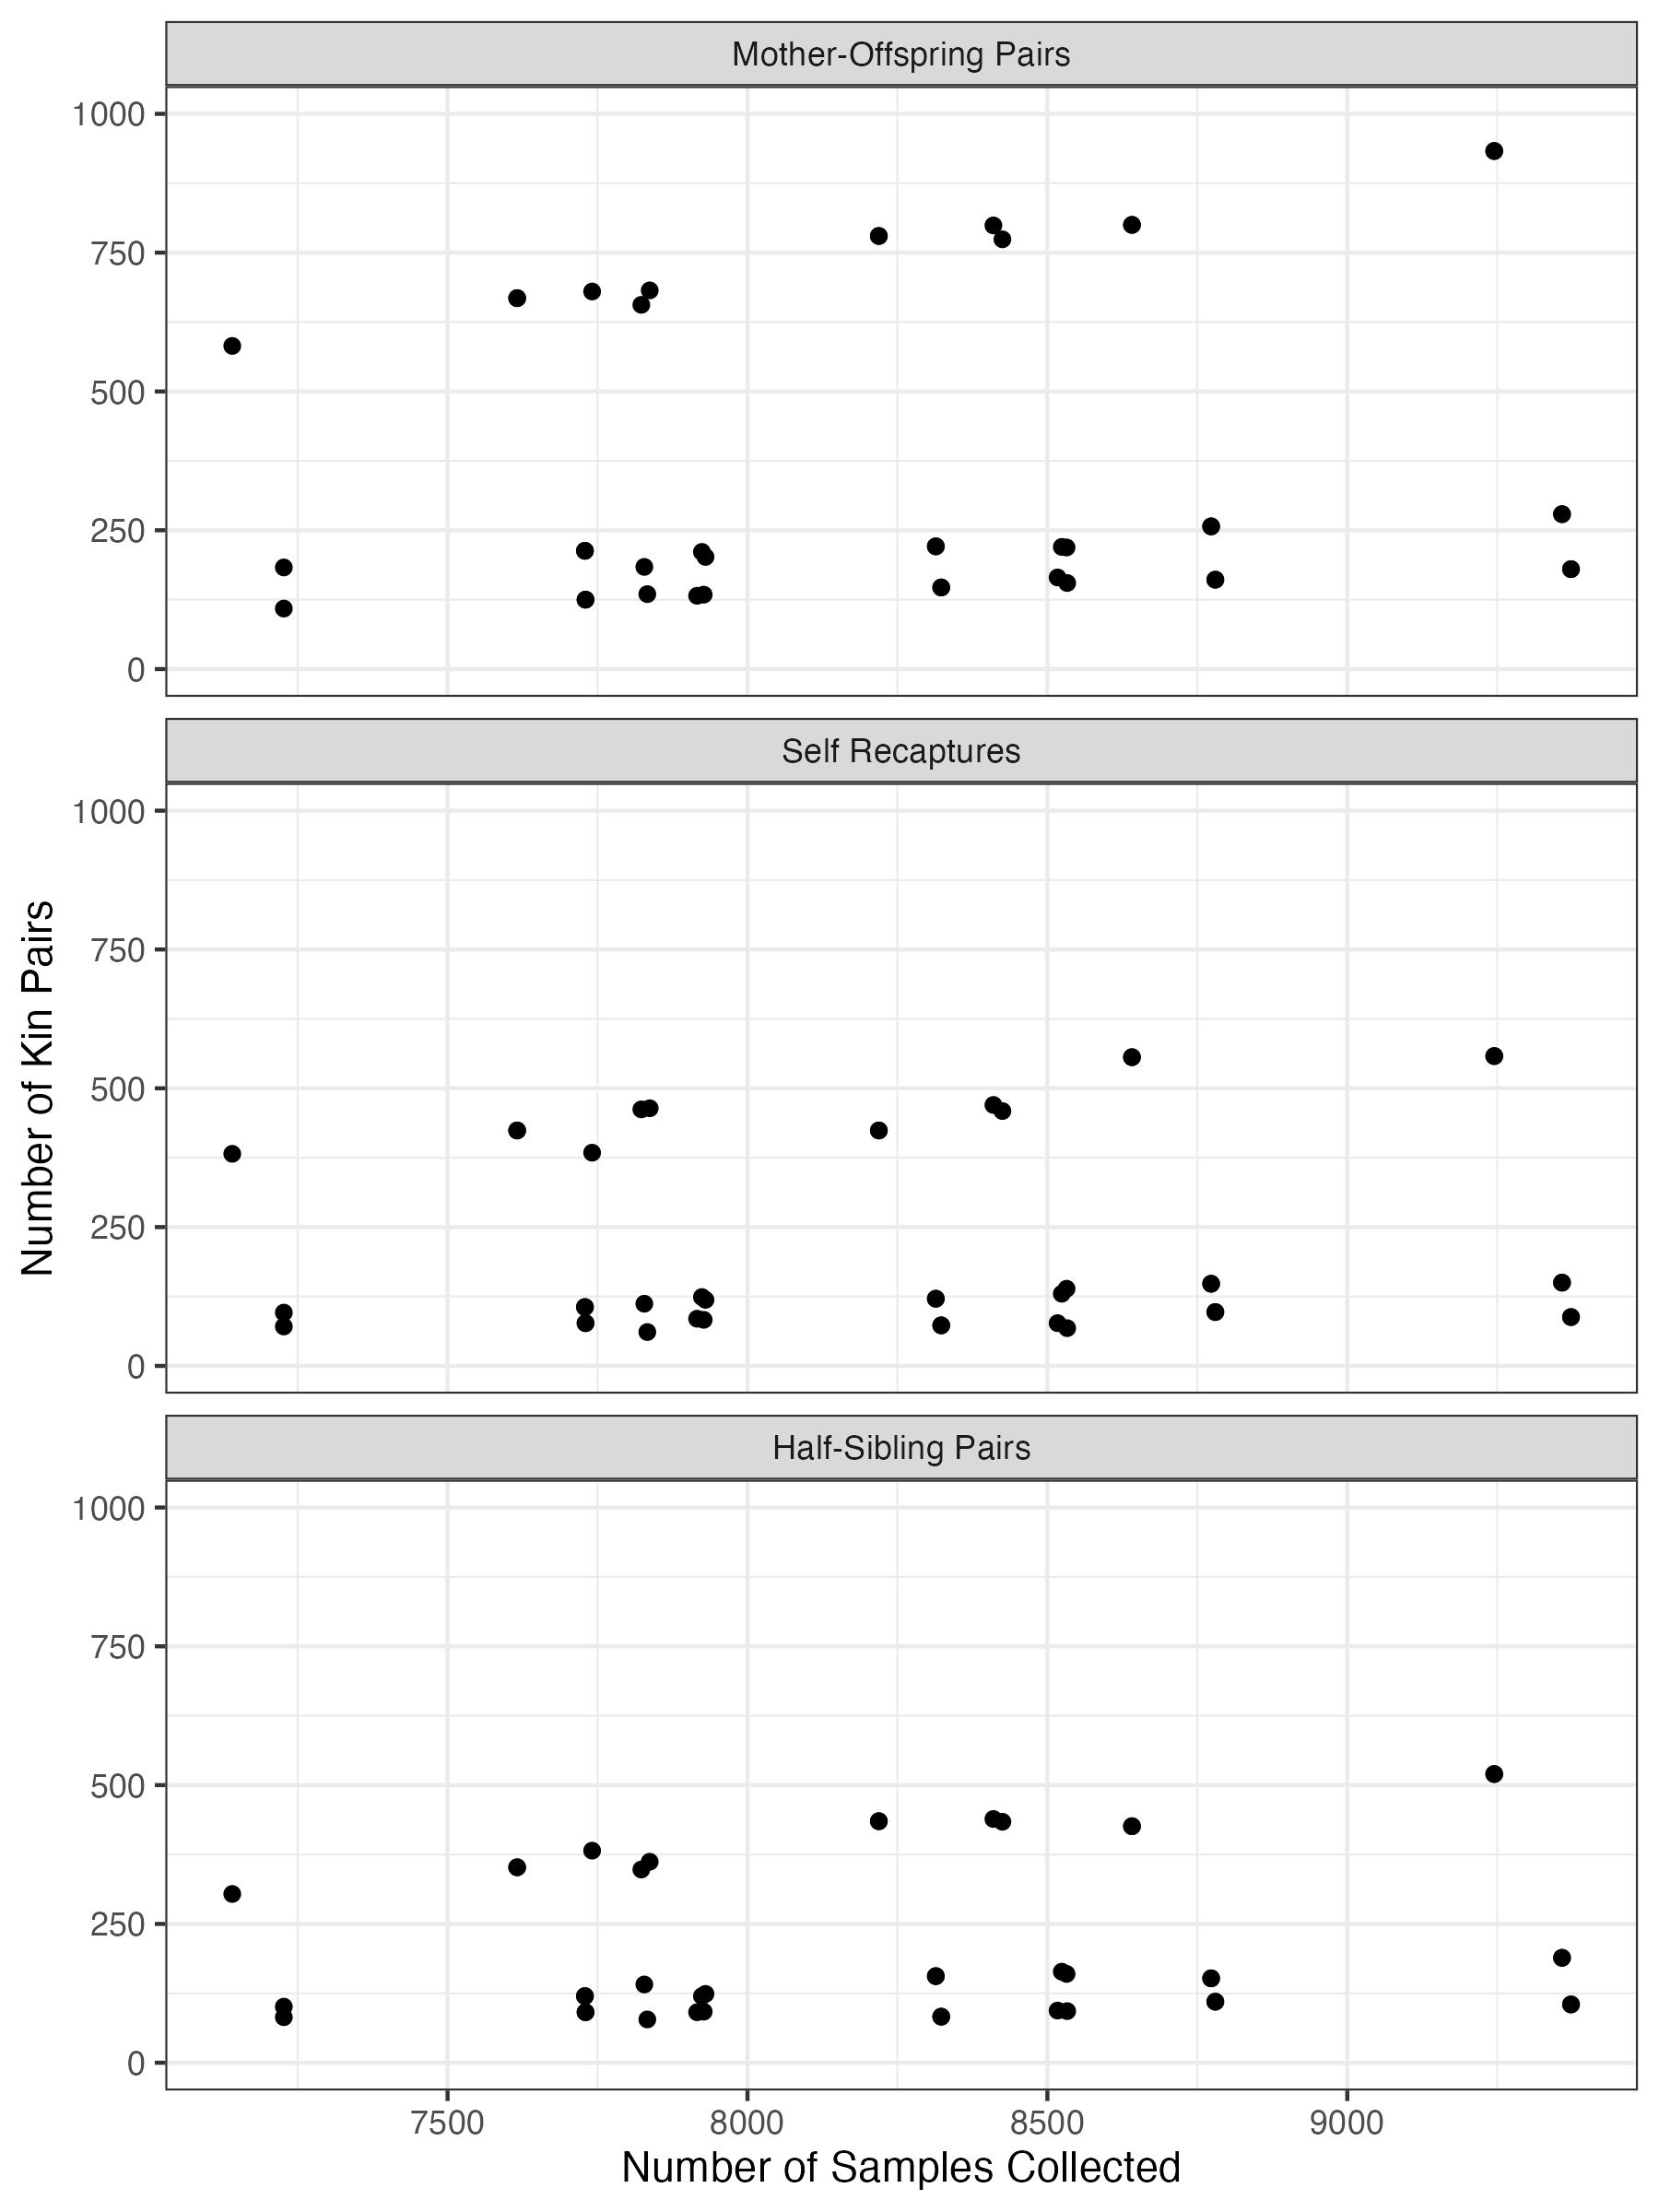 Mother-Offspring Pairs
1000
750
500
250
0
Self Recaptures
1000
750
500
250
0
Number of Kin Pairs
Half-Sibling Pairs
1000
750
500
250
0
7500 8000 8500 9000
Number of Samples Collected